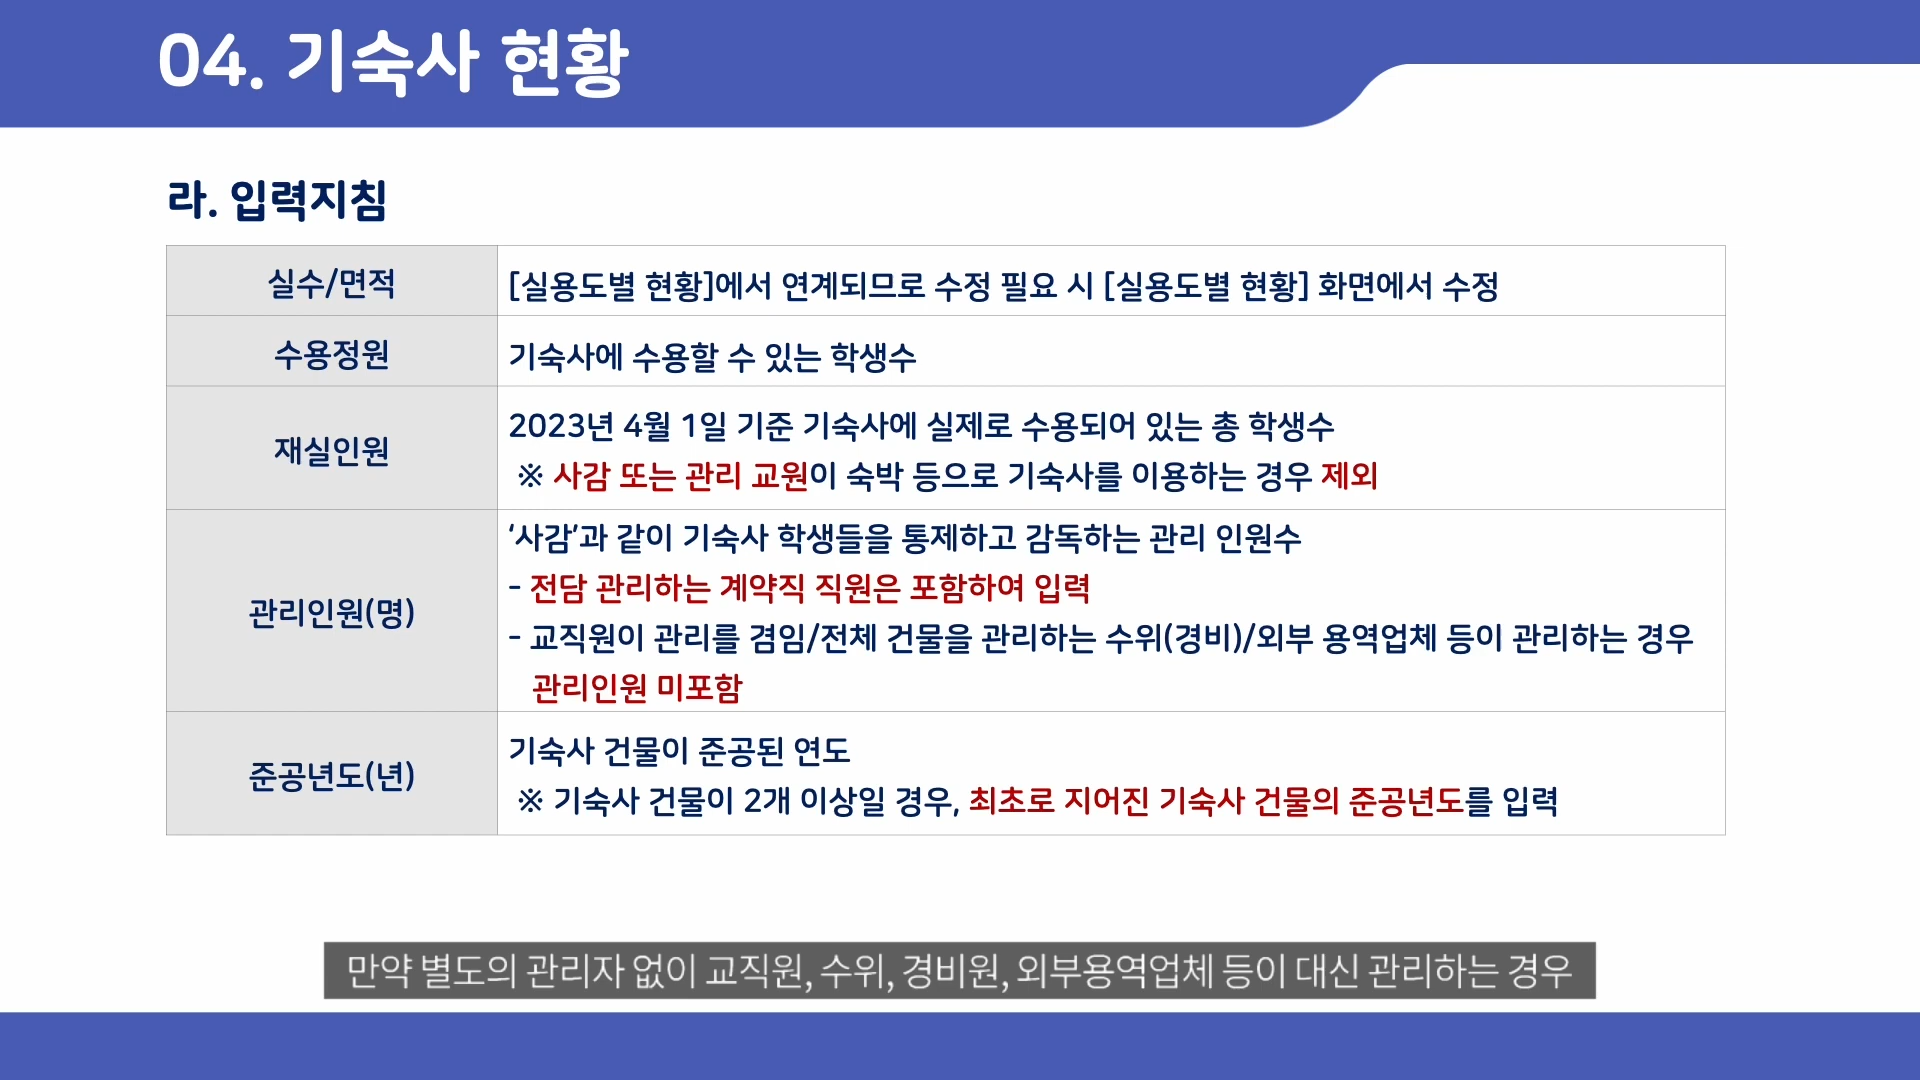 04. 기숙사 현황
라. 입력지침
실수/면적
[실용도별 현황]에서 연계되므로 수정 필요 시 [실용도별 현황] 화면에서 수정
수용정원
기숙사에 수용할 수 있는 학생수
재실인원
2023년 4월 1일 기준 기숙사에 실제로 수용되어 있는 총 학생수
※ 사감 또는 관리 교원이 숙박 등으로 기숙사를 이용하는 경우 제외
관리인원(명)
‘사감’과 같이 기숙사 학생들을 통제하고 감독하는 관리 인원수
- 전담 관리하는 계약직 직원은 포함하여 입력
- 교직원이 관리를 겸임/전체 건물을 관리하는 수위(경비)/외부 용역업체 등이 관리하는 경우
관리인원 미포함
준공년도(년)
기숙사 건물이 준공된 연도
※ 기숙사 건물이 2개 이상일 경우, 최초로 지어진 기숙사 건물의 준공년도를 입력
만약 별도의 관리자 없이 교직원, 수위, 경비원, 외부용역업체 등이 대신 관리하는 경우